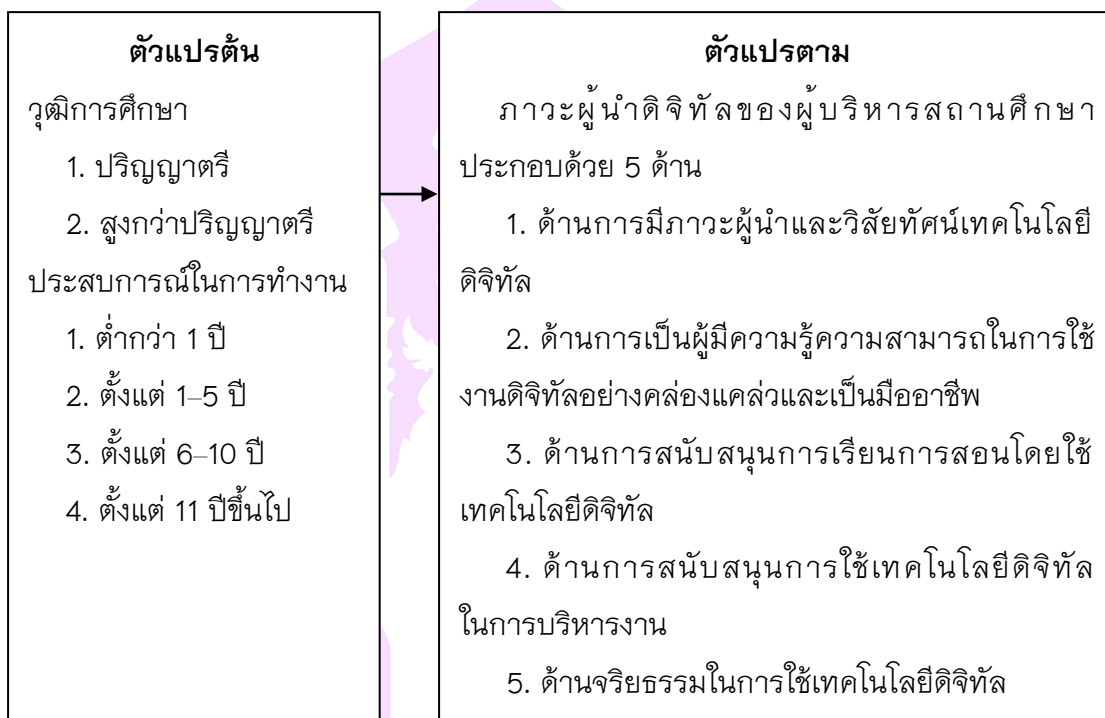 ตัวแปรต้น
วุฒิการศึกษา
1. ปริญญาตรี
2. สูงกว่าปริญญาตรี
ประสบการณ์ในการทำงาน
1. ต่ำกว่า 1 ปี
2. ตั้งแต่ 1–5 ปี
3. ตั้งแต่ 6–10 ปี
4. ตั้งแต่ 11 ปีขึ้นไป
ตัวแปรตาม
ภาวะผู้นำดิจิทัลของผู้บริหารสถานศึกษา
ประกอบด้วย 5 ด้าน
1. ด้านการมีภาวะผู้นำและวิสัยทัศน์เทคโนโลยี
ดิจิทัล
2. ด้านการเป็นผู้มีความรู้ความสามารถในการใช้
งานดิจิทัลอย่างคล่องแคล่วและเป็นมืออาชีพ
3. ด้านการสนับสนุนการเรียนการสอนโดยใช้
เทคโนโลยีดิจิทัล
4. ด้านการสนับสนุนการใช้เทคโนโลยีดิจิทัล
ในการบริหารงาน
5. ด้านจริยธรรมในการใช้เทคโนโลยีดิจิทัล